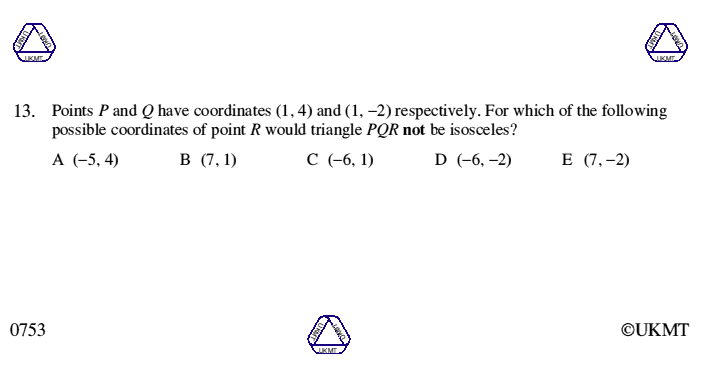 UKMT UKMT UKMT
UKMT UKMT UKMT
13. Points P and Q have coordinates (1, 4) and (1, −2) respectively. For which of the following
possible coordinates of point R would triangle PQR not be isosceles?
A (−5, 4) B (7, 1) C (−6, 1) D (−6, −2) E (7, −2)
0753
UKMT UKMT UKMT
©UKMT